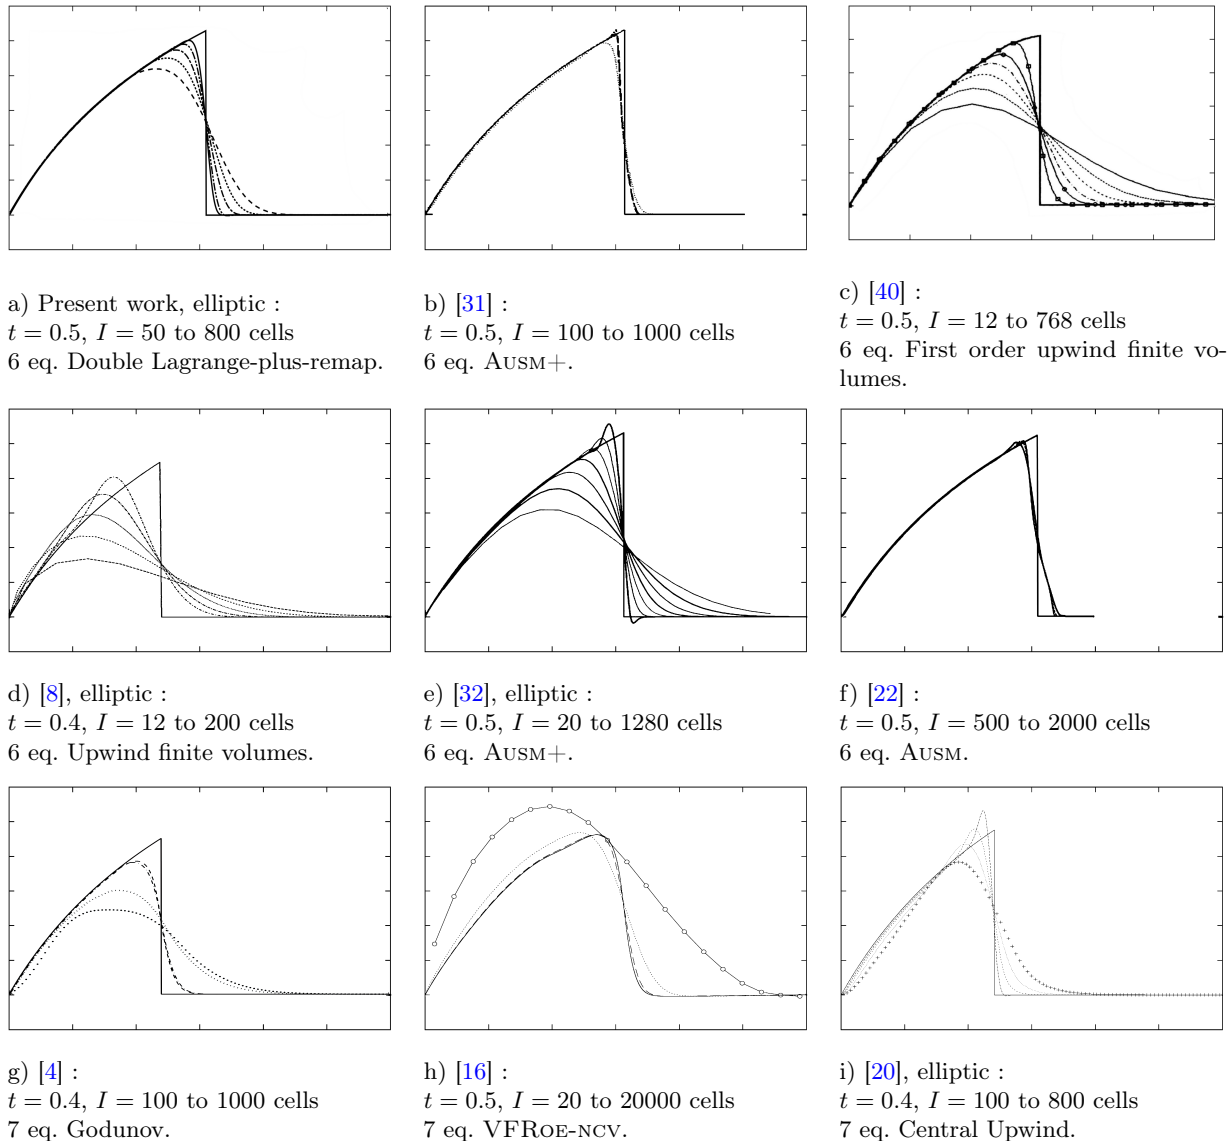 a) Present work, elliptic :
t = 0.5, I = 50 to 800 cells
6 eq. Double Lagrange-plus-remap.
b) [31] :
t = 0.5, I = 100 to 1000 cells
6 eq. AUSM+.
c) [40] :
t = 0.5, I = 12 to 768 cells
6 eq. First order upwind finite vo-
lumes.
d) [8], elliptic :
t = 0.4, I = 12 to 200 cells
6 eq. Upwind finite volumes.
e) [32], elliptic :
t = 0.5, I = 20 to 1280 cells
6 eq. AUSM+.
f) [22] :
t = 0.5, I = 500 to 2000 cells
6 eq. AUSM.
g) [4] :
t = 0.4, I = 100 to 1000 cells
7 eq. Godunov.
h) [16] :
t = 0.5, I = 20 to 20000 cells
7 eq. VFROE-NCV.
i) [20], elliptic :
t = 0.4, I = 100 to 800 cells
7 eq. Central Upwind.